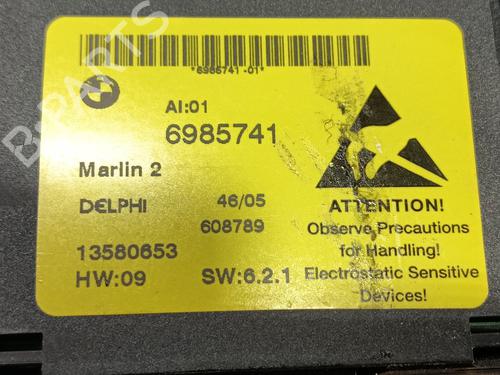 *6985741-01*
AI:01
6985741
Marlin 2
DELPHI
46/05
608789
13580653
HW:09
SW:6.2.1
ATTENTION!
Observe Precautions
for Handling!
Electrostatic Sensitive
Devices!
B-PARTS